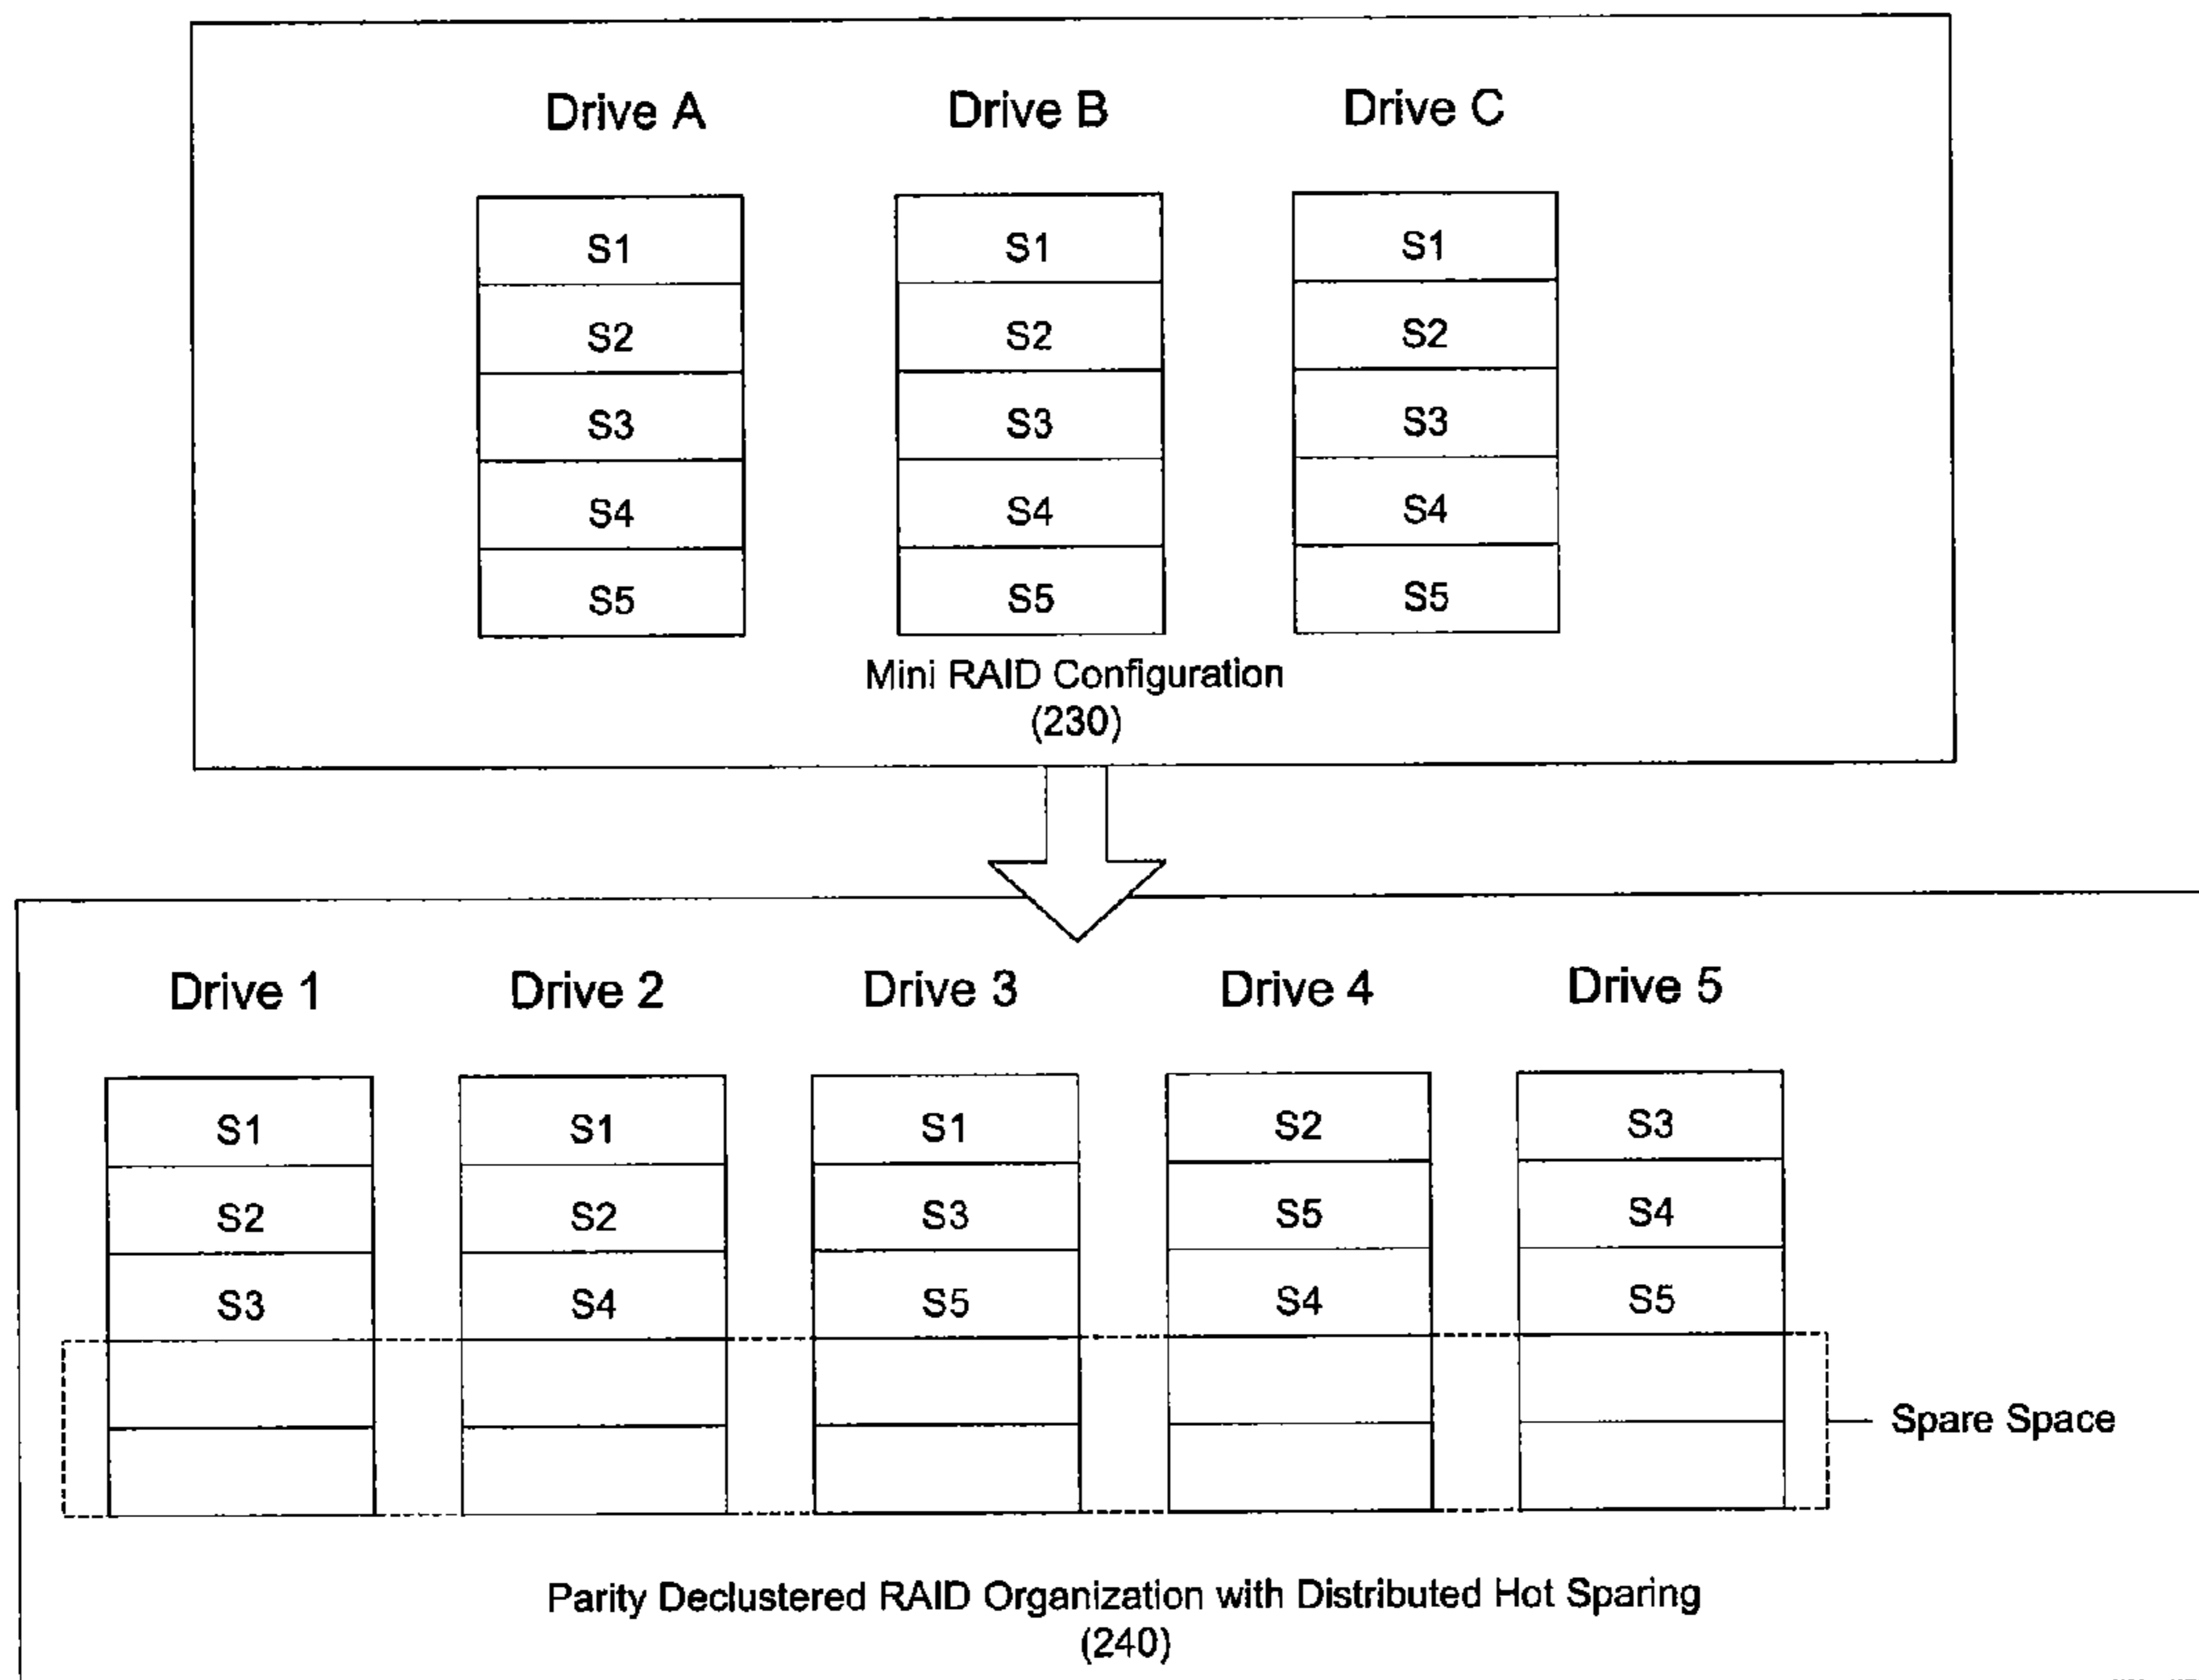 Drive A Drive B Drive C
S1 S1 S1
S2 S2 S2
S3 S3 S3
S4 S4 S4
S5 S5 S5
Mini RAID Configuration
(230)
Drive 1 Drive 2 Drive 3 Drive 4 Drive 5
S1 S1 S1 S2 S3
S2 S2 S3 S5 S4
S3 S4 S5 S4 S5
Spare Space
Parity Declustered RAID Organization with Distributed Hot Sparing
(240)